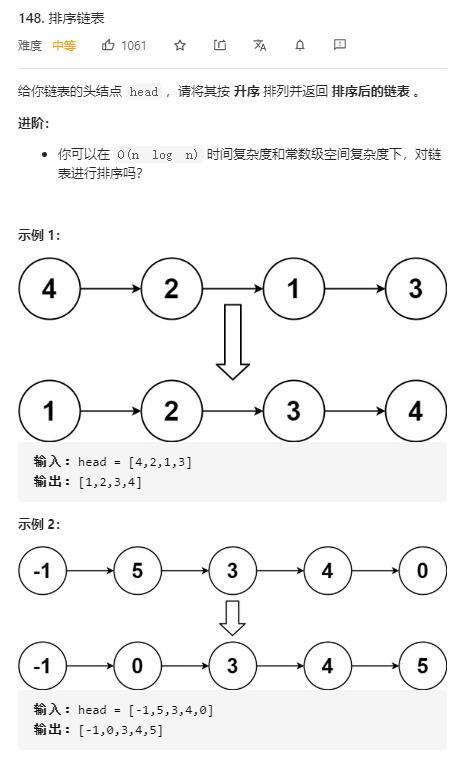 148. 排序链表
难度 中等 1061
给你链表的头结点 head ，请将其按 升序 排列并返回 排序后的链表 。
进阶：
你可以在 O(n log n) 时间复杂度和常数级空间复杂度下，对链
表进行排序吗？
示例 1：
4 2 1 3
1 2 3 4
输入：head = [4,2,1,3]
输出：[1,2,3,4]
示例 2：
-1 5 3 4 0
-1 0 3 4 5
输入：head = [-1,5,3,4,0]
输出：[-1,0,3,4,5]